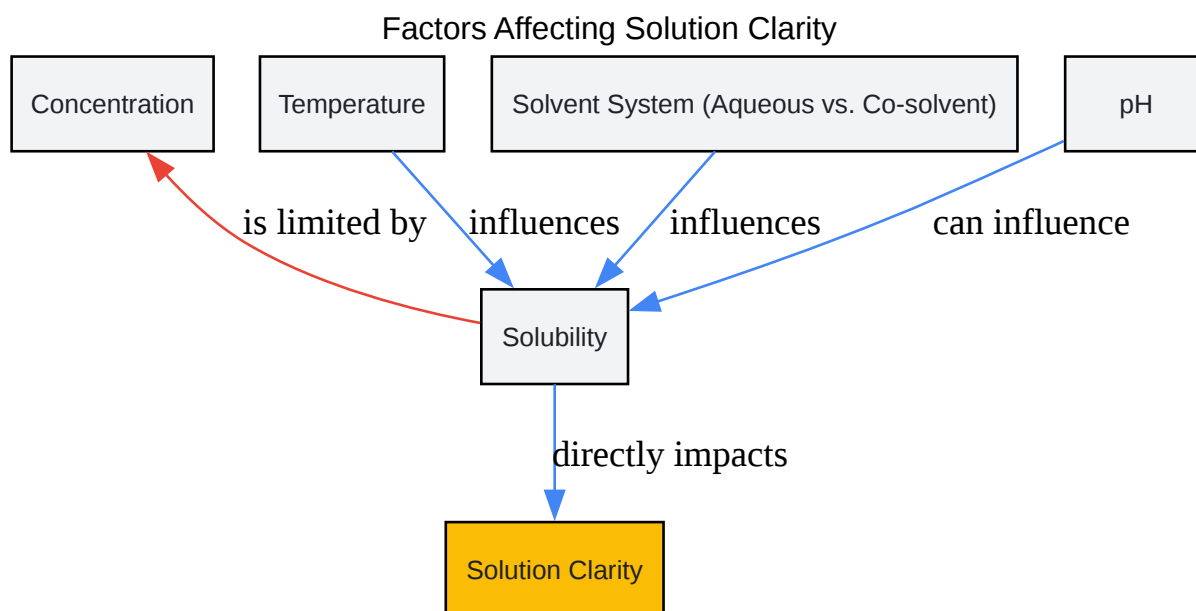 Factors Affecting Solution Clarity
Concentration
Temperature
Solvent System (Aqueous vs. Co-solvent)
pH
is limited by
influences
influences
can influence
Solubility
directly impacts
Solution Clarity